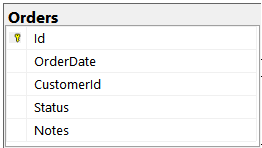 Orders
Id
OrderDate
CustomerId
Status
Notes